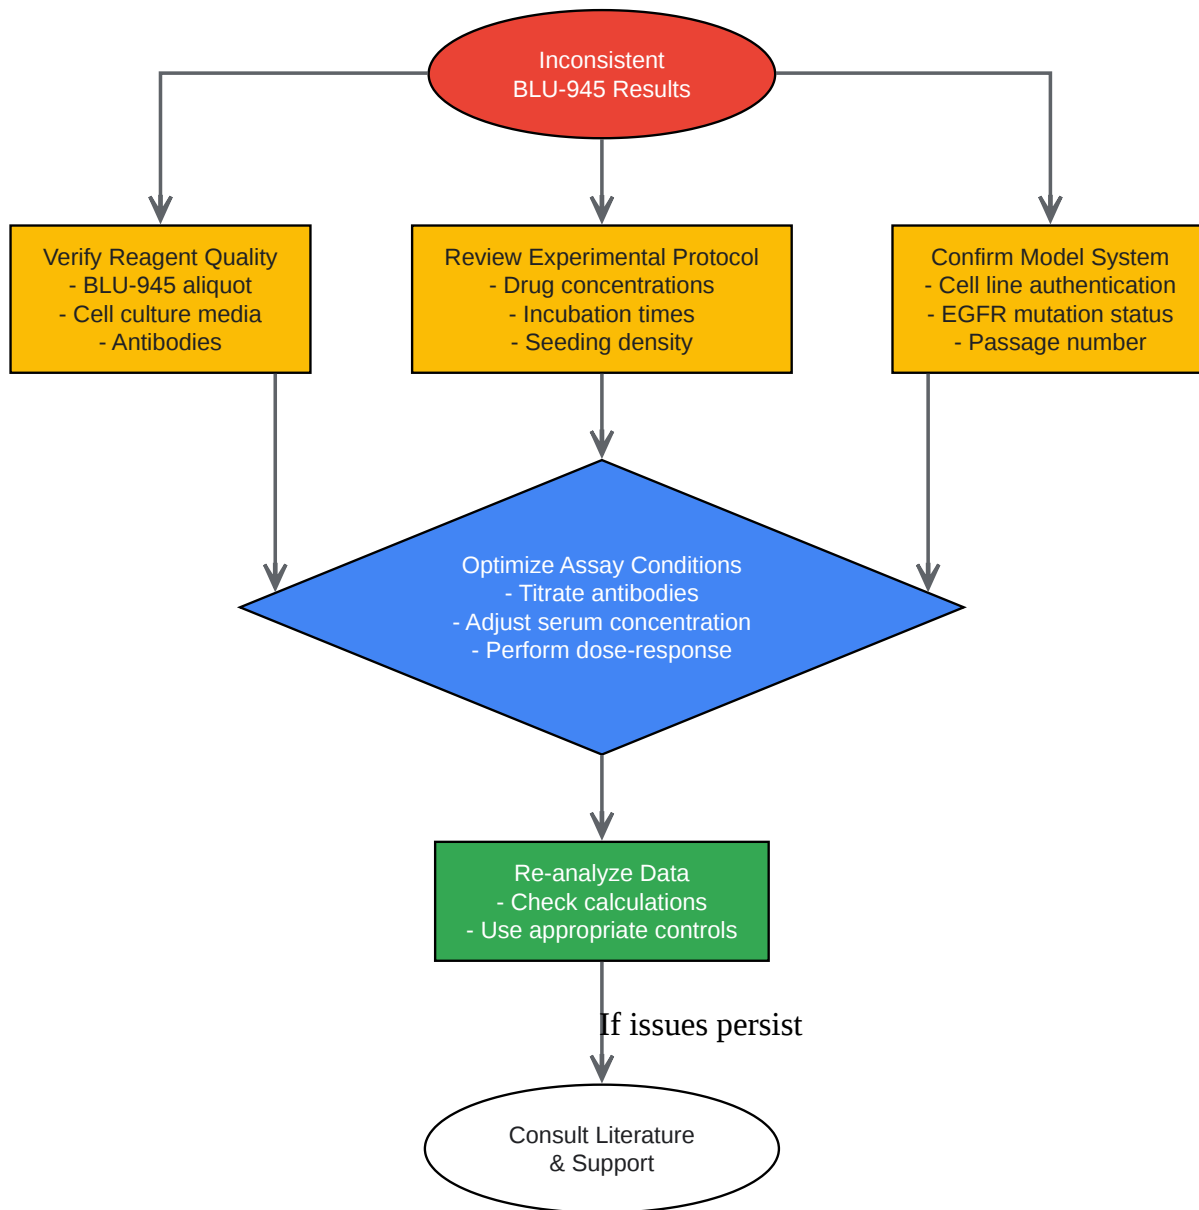 Inconsistent
BLU-945 Results
Verify Reagent Quality
- BLU-945 aliquot
- Cell culture media
- Antibodies
Review Experimental Protocol
- Drug concentrations
- Incubation times
- Seeding density
Confirm Model System
- Cell line authentication
- EGFR mutation status
- Passage number
Optimize Assay Conditions
- Titrate antibodies
- Adjust serum concentration
- Perform dose-response
Re-analyze Data
- Check calculations
- Use appropriate controls
If issues persist
Consult Literature
& Support